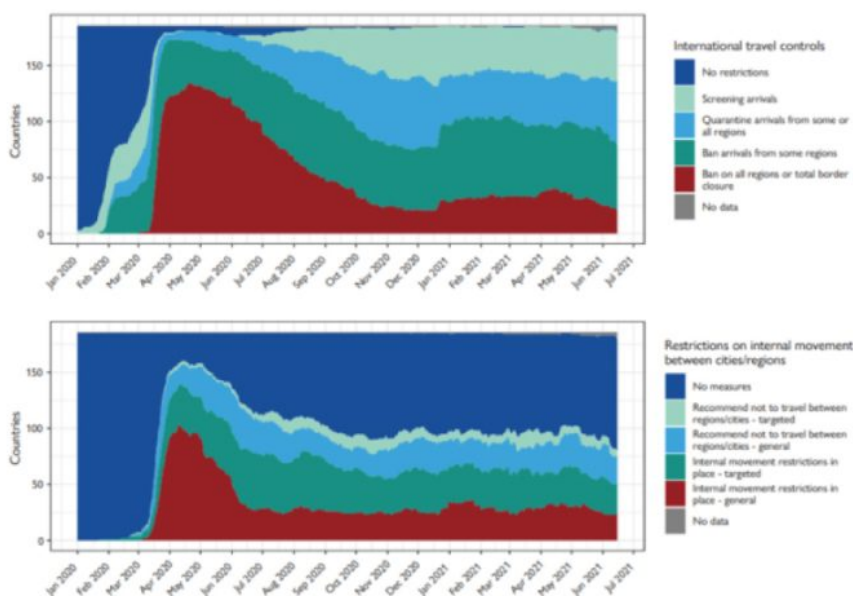 150
100
50
0
Countries
Jan 2020
Feb 2020
Mar 2020
Apr 2020
May 2020
Jun 2020
Jul 2020
Aug 2020
Sep 2020
Oct 2020
Nov 2020
Dec 2020
Jan 2021
Feb 2021
Mar 2021
Apr 2021
May 2021
Jun 2021
Jul 2021
International travel controls
No restrictions
Screening arrivals
Quarantine arrivals from some or
all regions
Ban arrivals from some regions
Ban on all regions or total border
closure
No data
150
100
50
0
Countries
Jan 2020
Feb 2020
Mar 2020
Apr 2020
May 2020
Jun 2020
Jul 2020
Aug 2020
Sep 2020
Oct 2020
Nov 2020
Dec 2020
Jan 2021
Feb 2021
Mar 2021
Apr 2021
May 2021
Jun 2021
Jul 2021
Restrictions on internal movement
between cities/regions
No measures
Recommend not to travel between
regions/cities - targeted
Recommend not to travel between
regions/cities - general
Internal movement restrictions in
place - targeted
Internal movement restrictions in
place - general
No data